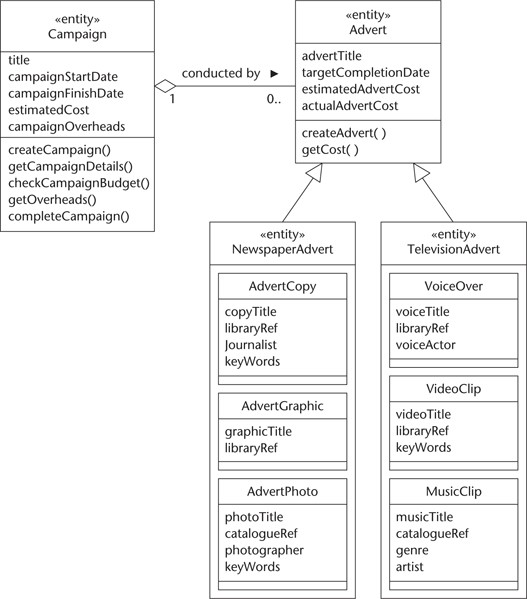 «entity»
Campaign
title
campaignStartDate
campaignFinishDate
estimatedCost
campaignOverheads
createCampaign()
getCampaignDetails()
checkCampaignBudget()
getOverheads()
completeCampaign()
conducted by ►
1
0..
«entity»
Advert
advertTitle
targetCompletionDate
estimatedAdvertCost
actualAdvertCost
createAdvert( )
getCost( )
«entity»
NewspaperAdvert
AdvertCopy
copyTitle
libraryRef
Journalist
keyWords
AdvertGraphic
graphicTitle
libraryRef
AdvertPhoto
photoTitle
catalogueRef
photographer
keyWords
«entity»
TelevisionAdvert
VoiceOver
voiceTitle
libraryRef
voiceActor
VideoClip
videoTitle
libraryRef
keyWords
MusicClip
musicTitle
catalogueRef
genre
artist